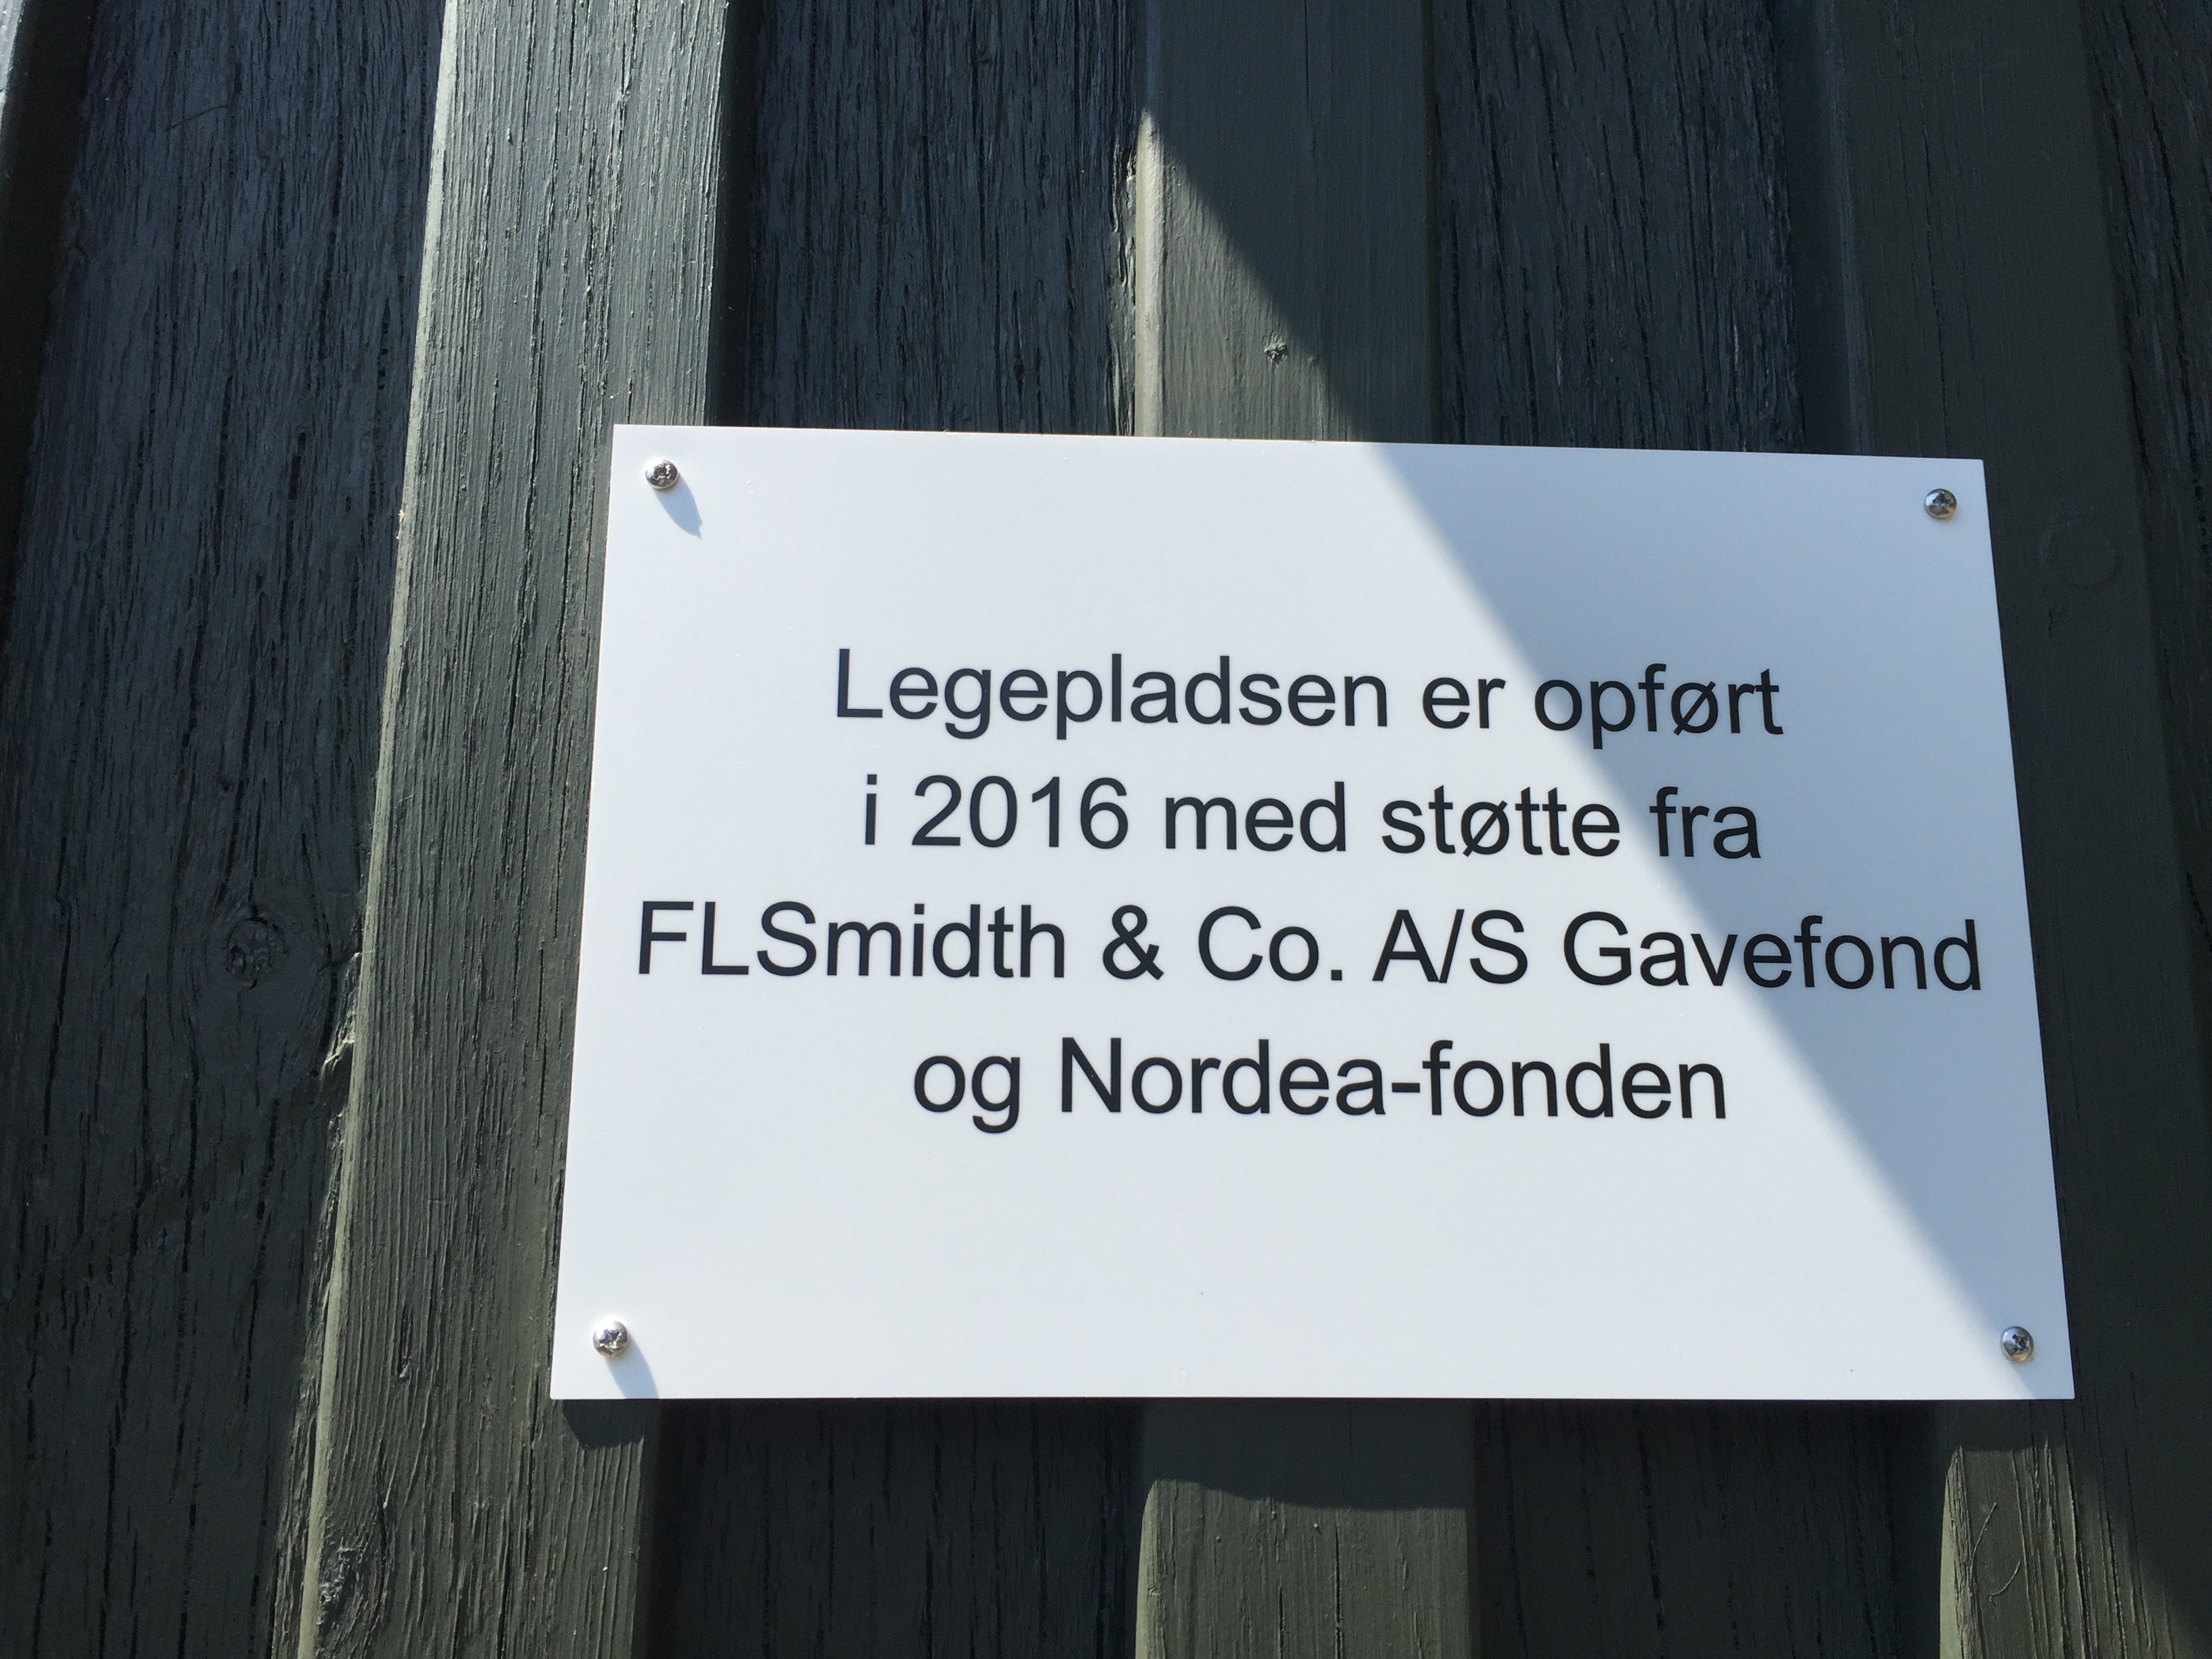 Legepladsen er opført
i 2016 med støtte fra
FLSmidth & Co. A/S Gavefond
og Nordea-fonden